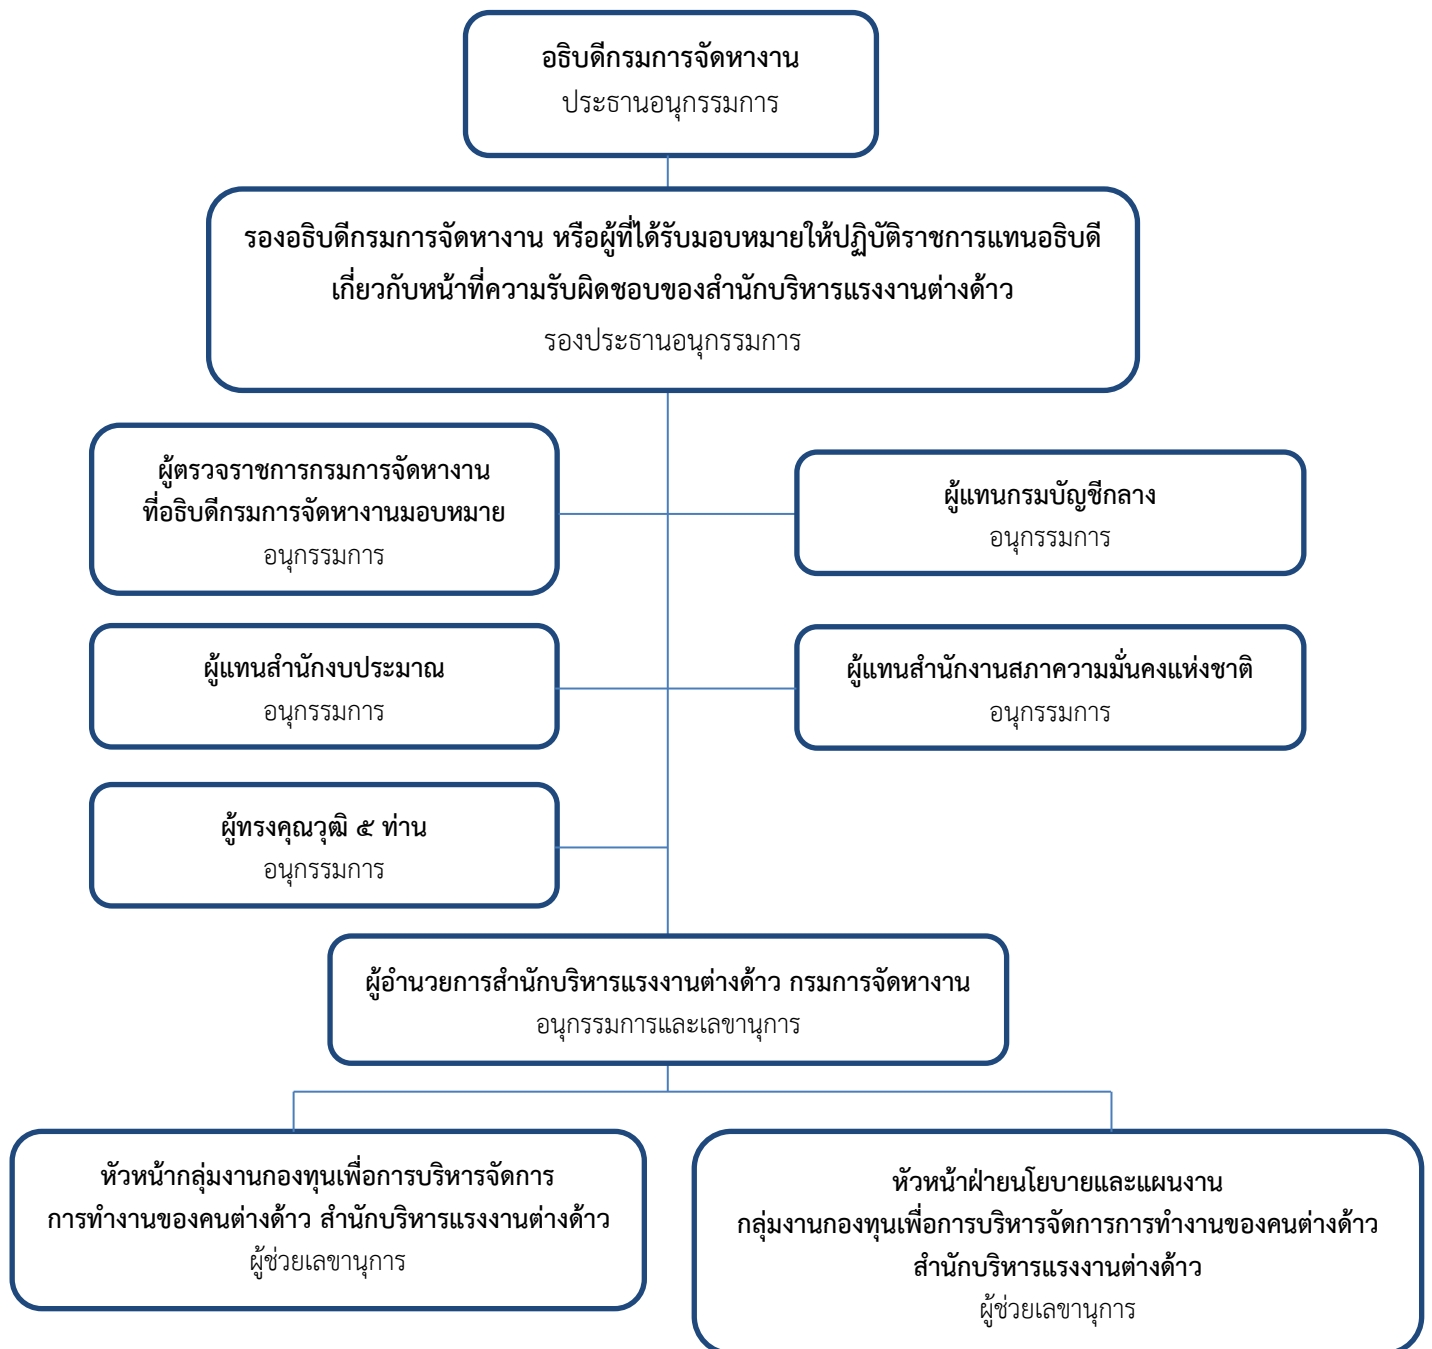 อธิบดีกรมการจัดหางาน
ประธานอนุกรรมการ
รองอธิบดีกรมการจัดหางาน หรือผู้ที่ได้รับมอบหมายให้ปฏิบัติราชการแทนอธิบดี
เกี่ยวกับหน้าที่ความรับผิดชอบของสำนักบริหารแรงงานต่างด้าว
รองประธานอนุกรรมการ
ผู้ตรวจราชการกรมการจัดหางาน
ที่อธิบดีกรมการจัดหางานมอบหมาย
อนุกรรมการ
ผู้แทนกรมบัญชีกลาง
อนุกรรมการ
ผู้แทนสำนักงบประมาณ
อนุกรรมการ
ผู้แทนสำนักงานสภาความมั่นคงแห่งชาติ
อนุกรรมการ
ผู้ทรงคุณวุฒิ ๕ ท่าน
อนุกรรมการ
ผู้อำนวยการสำนักบริหารแรงงานต่างด้าว กรมการจัดหางาน
อนุกรรมการและเลขานุการ
หัวหน้ากลุ่มงานกองทุนเพื่อการบริหารจัดการ
การทำงานของคนต่างด้าว สำนักบริหารแรงงานต่างด้าว
ผู้ช่วยเลขานุการ
หัวหน้าฝ่ายนโยบายและแผนงาน
กลุ่มงานกองทุนเพื่อการบริหารจัดการการทำงานของคนต่างด้าว
สำนักบริหารแรงงานต่างด้าว
ผู้ช่วยเลขานุการ